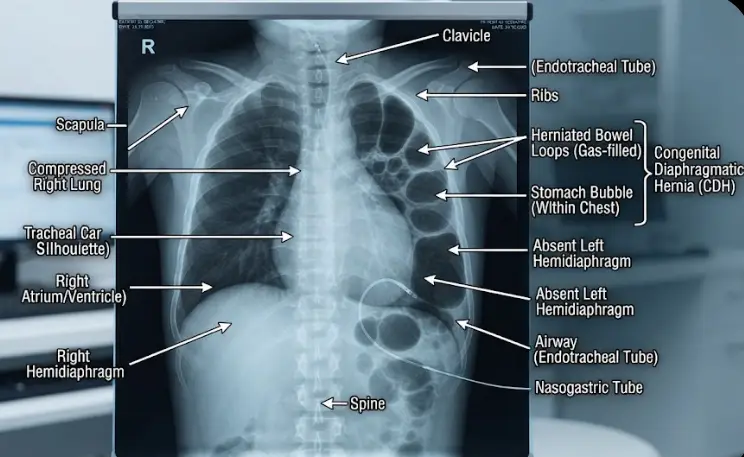 R
Clavicle
(Endotracheal Tube)
Ribs
Scapula
Herniated Bowel
Loops (Gas-filled)
Congenital
Diaphragmatic
Hernia (CDH)
Compressed
Right Lung
Stomach Bubble
(Within Chest)
Tracheal Car
Silhoulette)
Absent Left
Hemidiaphragm
Right
Atrium/Ventricle)
Absent Left
Hemidiaphragm
Right
Hemidiaphragm
Airway
(Endotracheal Tube)
Nasogastric Tube
Spine